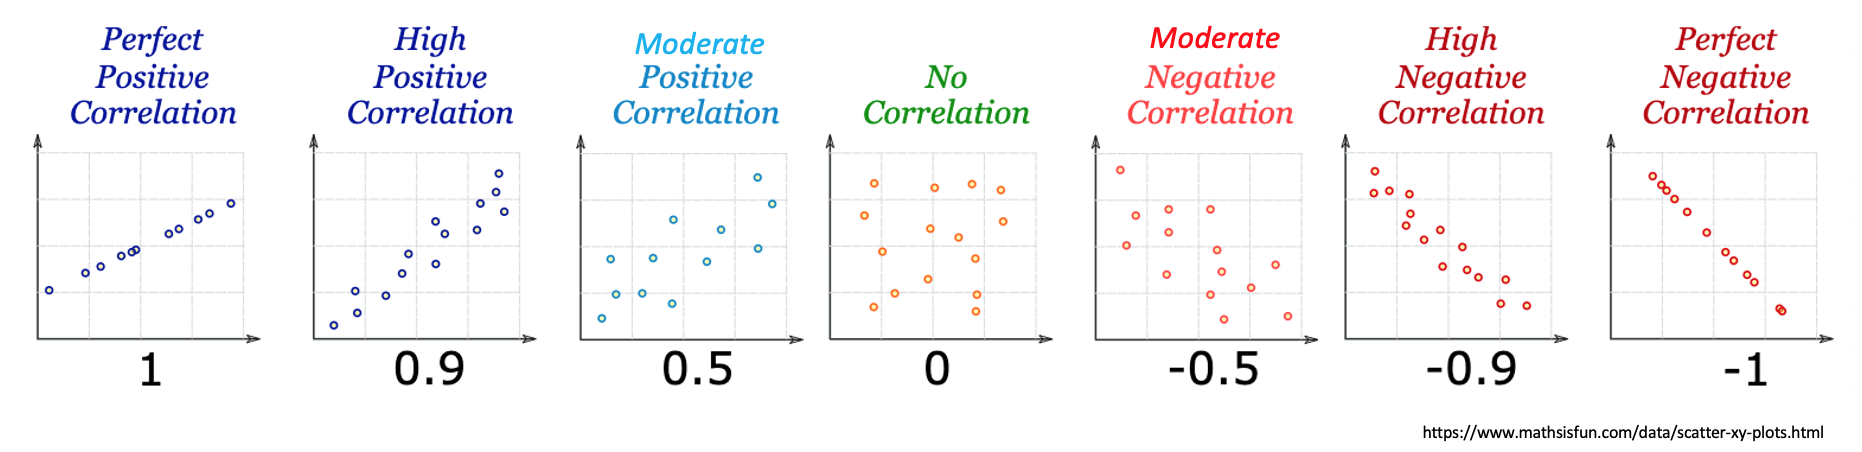 Perfect
Positive
Correlation
High
Positive
Correlation
Moderate
Positive
Correlation
No
Correlation
Moderate
Negative
Correlation
High
Negative
Correlation
Perfect
Negative
Correlation
1
0.9
0.5
0
-0.5
-0.9
-1
https://www.mathsisfun.com/data/scatter-xy-plots.html